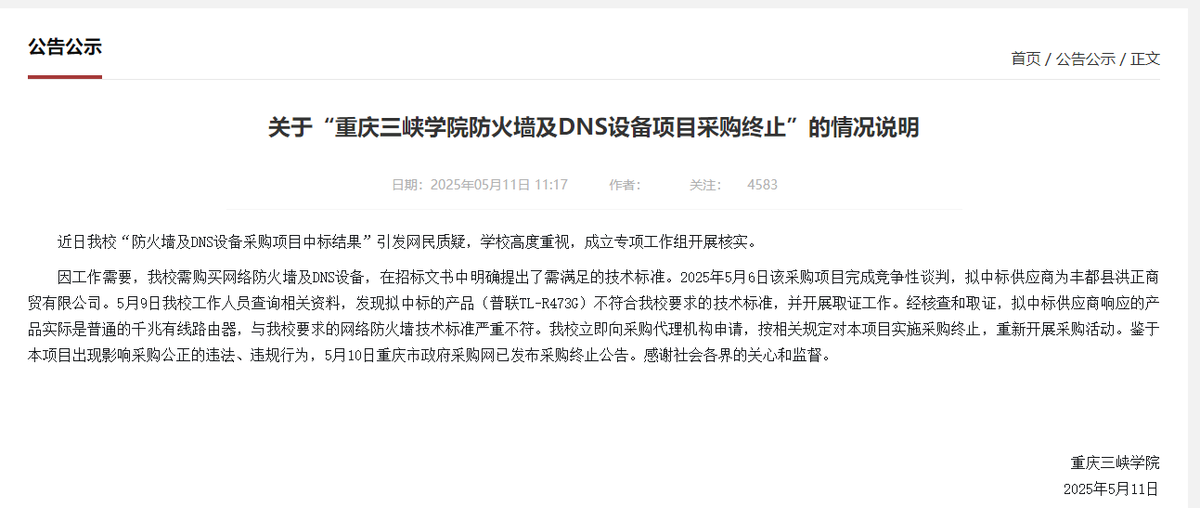 公告公示
首页 / 公告公示 / 正文
关于“重庆三峡学院防火墙及DNS设备项目采购终止”的情况说明
日期：2025年05月11日 11:17 作者： 关注： 4583
近日我校“防火墙及DNS设备采购项目中标结果”引发网民质疑，学校高度重视，成立专项工作组开展核实。
因工作需要，我校需购买网络防火墙及DNS设备，在招标文书中明确提出了需满足的技术标准。2025年5月6日该采购项目完成竞争性谈判，拟中标供应商为丰都县洪正商
贸有限公司。5月9日我校工作人员查询相关资料，发现拟中标的产品（普联TL-R473G）不符合我校要求的技术标准，并开展取证工作。经核查和取证，拟中标供应商响应的产
品实际是普通的千兆有线路由器，与我校要求的网络防火墙技术标准严重不符。我校立即向采购代理机构申请，按相关规定对本项目实施采购终止，重新开展采购活动。鉴于
本项目出现影响采购公正的违法、违规行为，5月10日重庆市政府采购网已发布采购终止公告。感谢社会各界的关心和监督。
重庆三峡学院
2025年5月11日